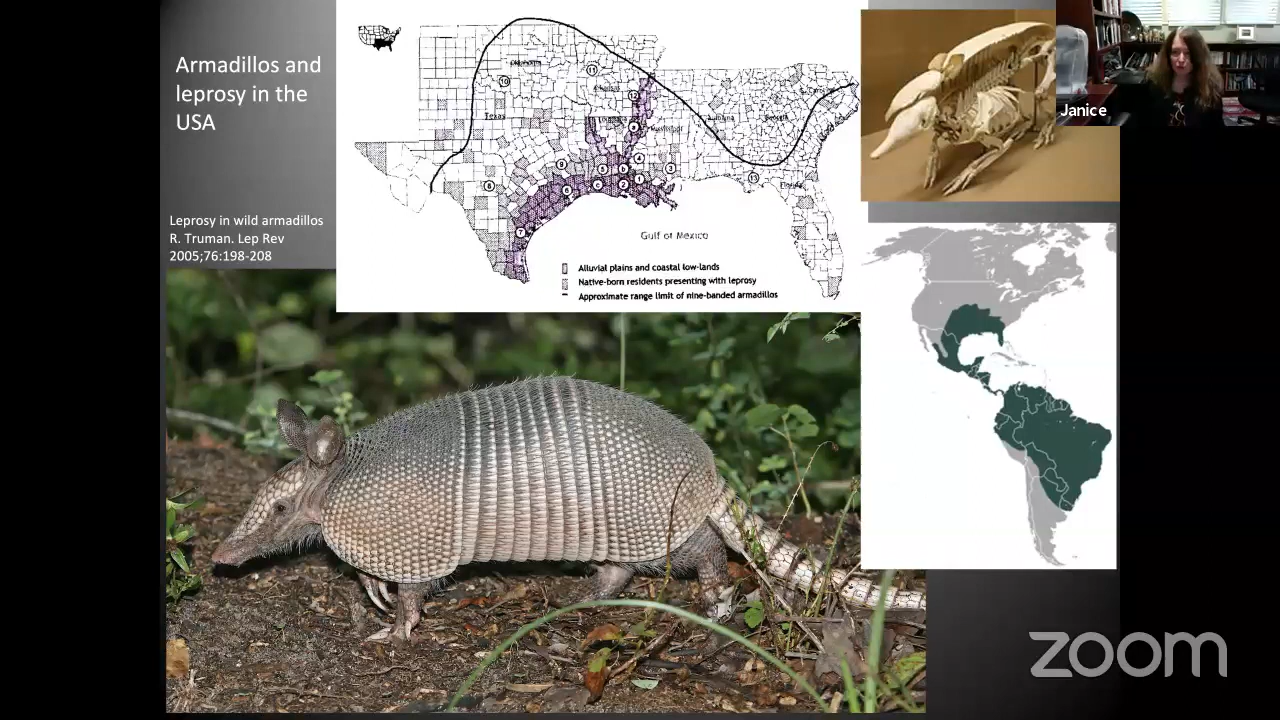 Armadillos and
leprosy in the
USA
Leprosy in wild armadillos
R. Truman. Lep Rev
2005;76:198-208
Texas
Gulf of Mexico
Alluvial plains and coastal low-lands
Native-born residents presenting with leprosy
Approximate range limit of nine-banded armadillos
Janice
zoom